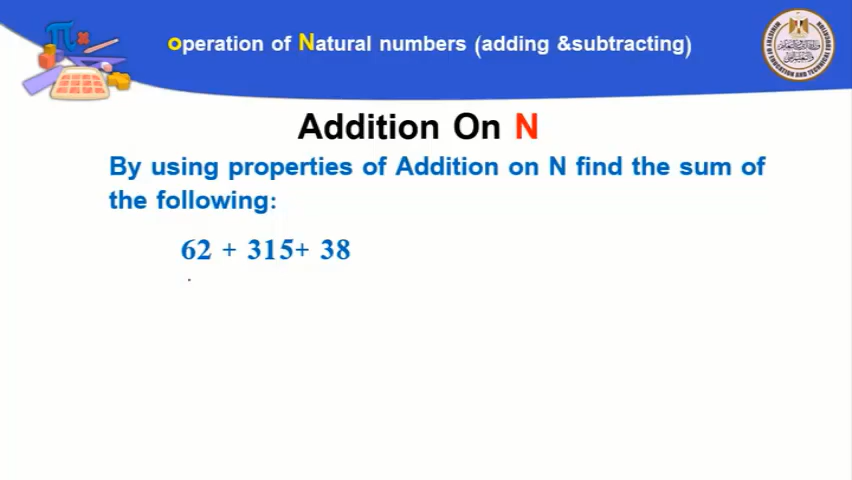 operation of Natural numbers (adding &subtracting)
Addition On N
By using properties of Addition on N find the sum of
the following:
62 + 315+ 38